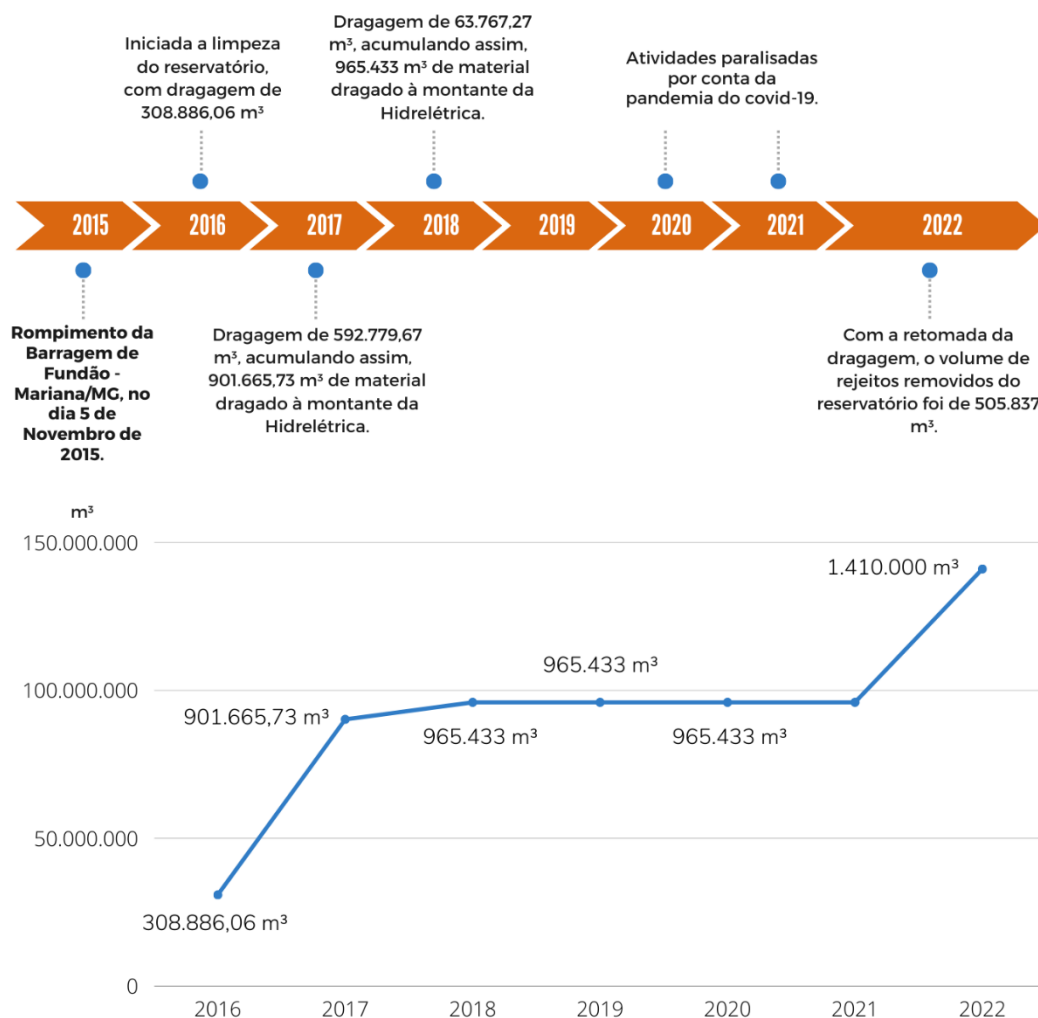 Iniciada a limpeza
do reservatório,
com dragagem de
308.886,06 m³
Dragagem de 63.767,27
m³, acumulando assim,
965.433 m³ de material
dragado à montante da
Hidrelétrica.
Atividades paralisadas
por conta da
pandemia do covid-19.
2015
2016
2017
2018
2019
2020
2021
2022
Rompimento da
Barragem de
Fundão -
Mariana/MG, no
dia 5 de
Novembro de
2015.
Dragagem de 592.779,67
m³, acumulando assim,
901.665,73 m³ de material
dragado à montante da
Hidrelétrica.
Com a retomada da
dragagem, o volume de
rejeitos removidos do
reservatório foi de 505.837
m³.
m³
150.000.000
100.000.000
50.000.000
0
308.886,06 m³
901.665,73 m³
965.433 m³
965.433 m³
965.433 m³
1.410.000 m³
2016
2017
2018
2019
2020
2021
2022